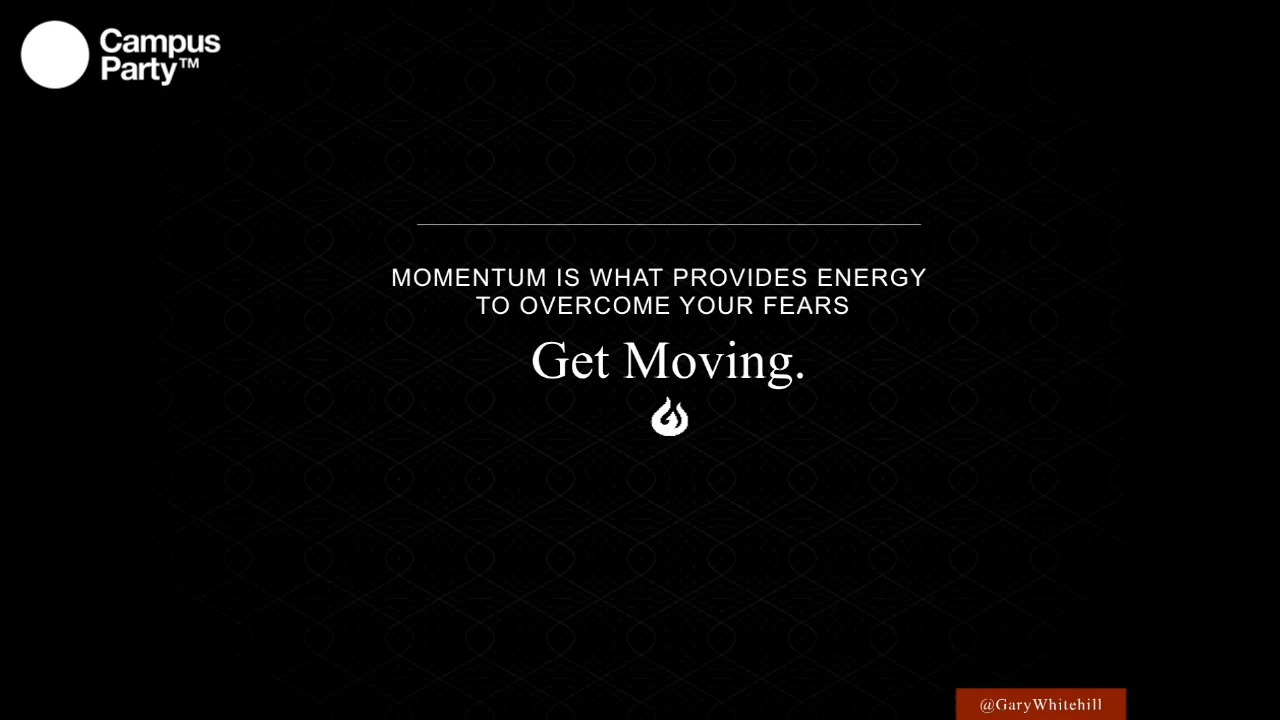 Campus
Party™
MOMENTUM IS WHAT PROVIDES ENERGY
TO OVERCOME YOUR FEARS
Get Moving.
@GaryWhitehill